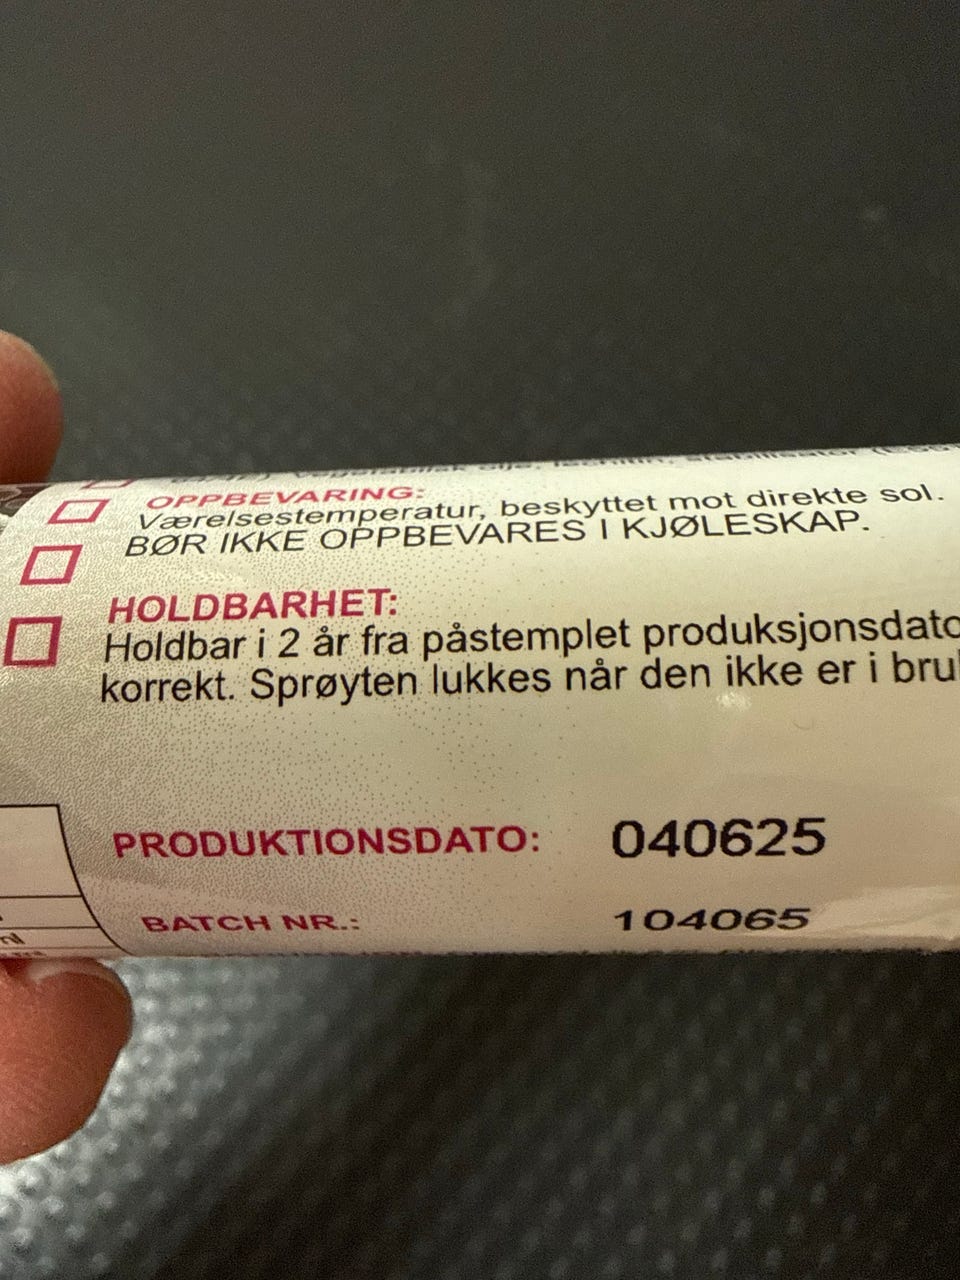 OPPBEVARING:
Værelsestemperatur, beskyttet mot direkte sol.
BØR IKKE OPPBEVARES I KJØLESKAP.
HOLDBARHET:
Holdbar i 2 år fra påstemplet produksjonsdato
korrekt. Sprøyten lukkes når den ikke er i
PRODUKTIONSDATO: 040625
BATCH NR.: 104065